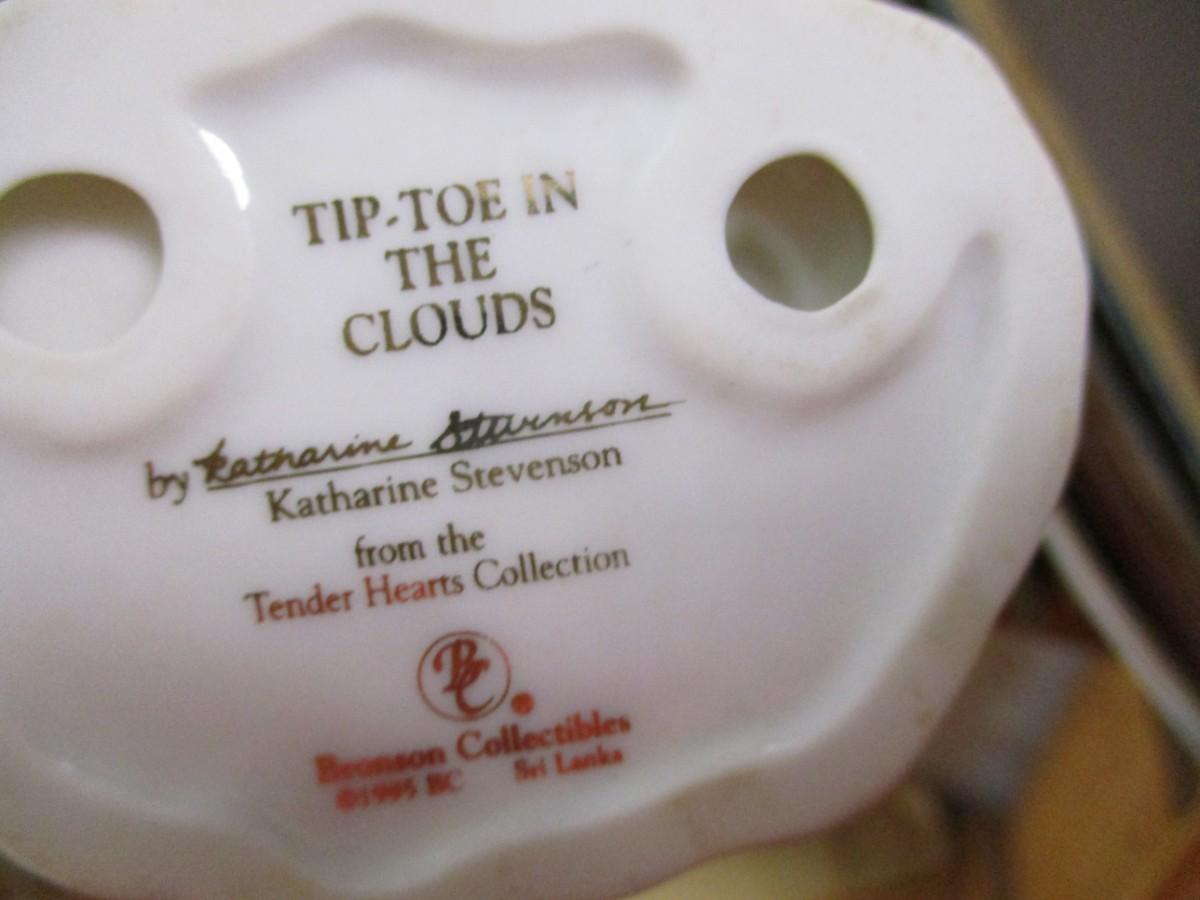 TIP-TOE IN
THE
CLOUDS
by Katharine Stevenson
Katharine Stevenson
from the
Tender Hearts Collection
BC
Bronson Collectibles
©1995 BC Sri Lanka